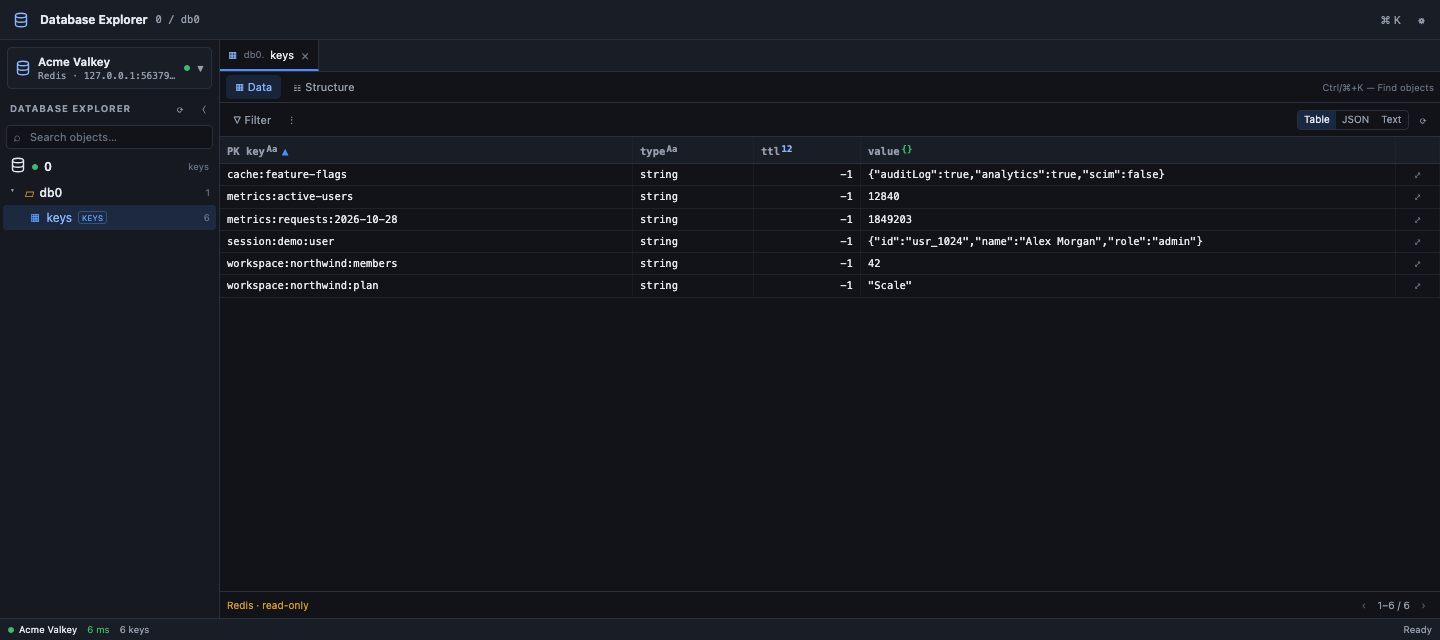 Database Explorer 0 / db0 ⌘ K
Acme Valkey
Redis · 127.0.0.1:56379…
DATABASE EXPLORER
Search objects…
0 keys
db0 1
keys KEYS 6
db0. keys ×
Data Structure Ctrl/⌘+K — Find objects
Filter Table JSON Text
PK key Aa ▲ type Aa ttl 12 value {}
cache:feature-flags string −1 {"auditLog":true,"analytics":true,"scim":false}
metrics:active-users string −1 12840
metrics:requests:2026-10-28 string −1 1849203
session:demo:user string −1 {"id":"usr_1024","name":"Alex Morgan","role":"admin"}
workspace:northwind:members string −1 42
workspace:northwind:plan string −1 "Scale"
Redis · read-only ‹ 1–6 / 6 ›
Acme Valkey 6 ms 6 keys Ready